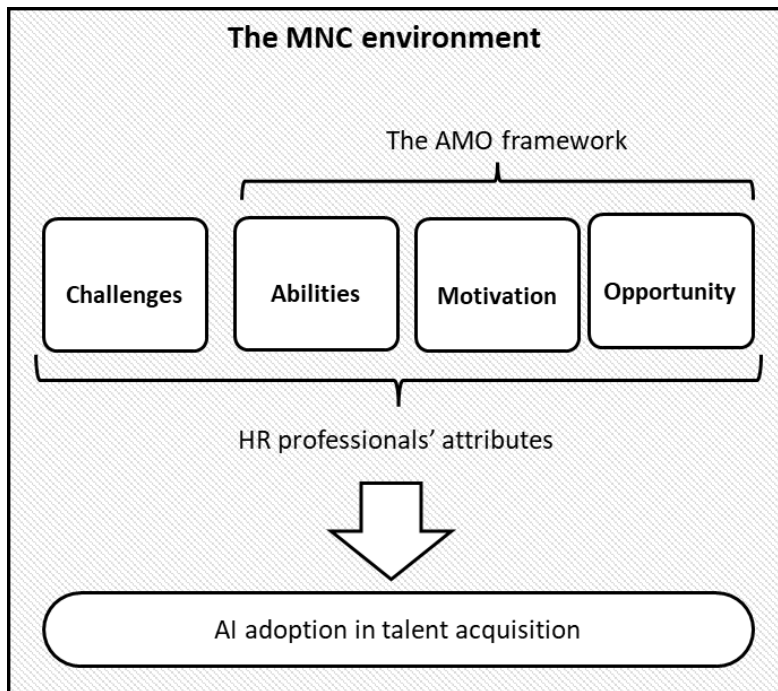 The MNC environment
The AMO framework
Challenges
Abilities
Motivation
Opportunity
HR professionals’ attributes
AI adoption in talent acquisition